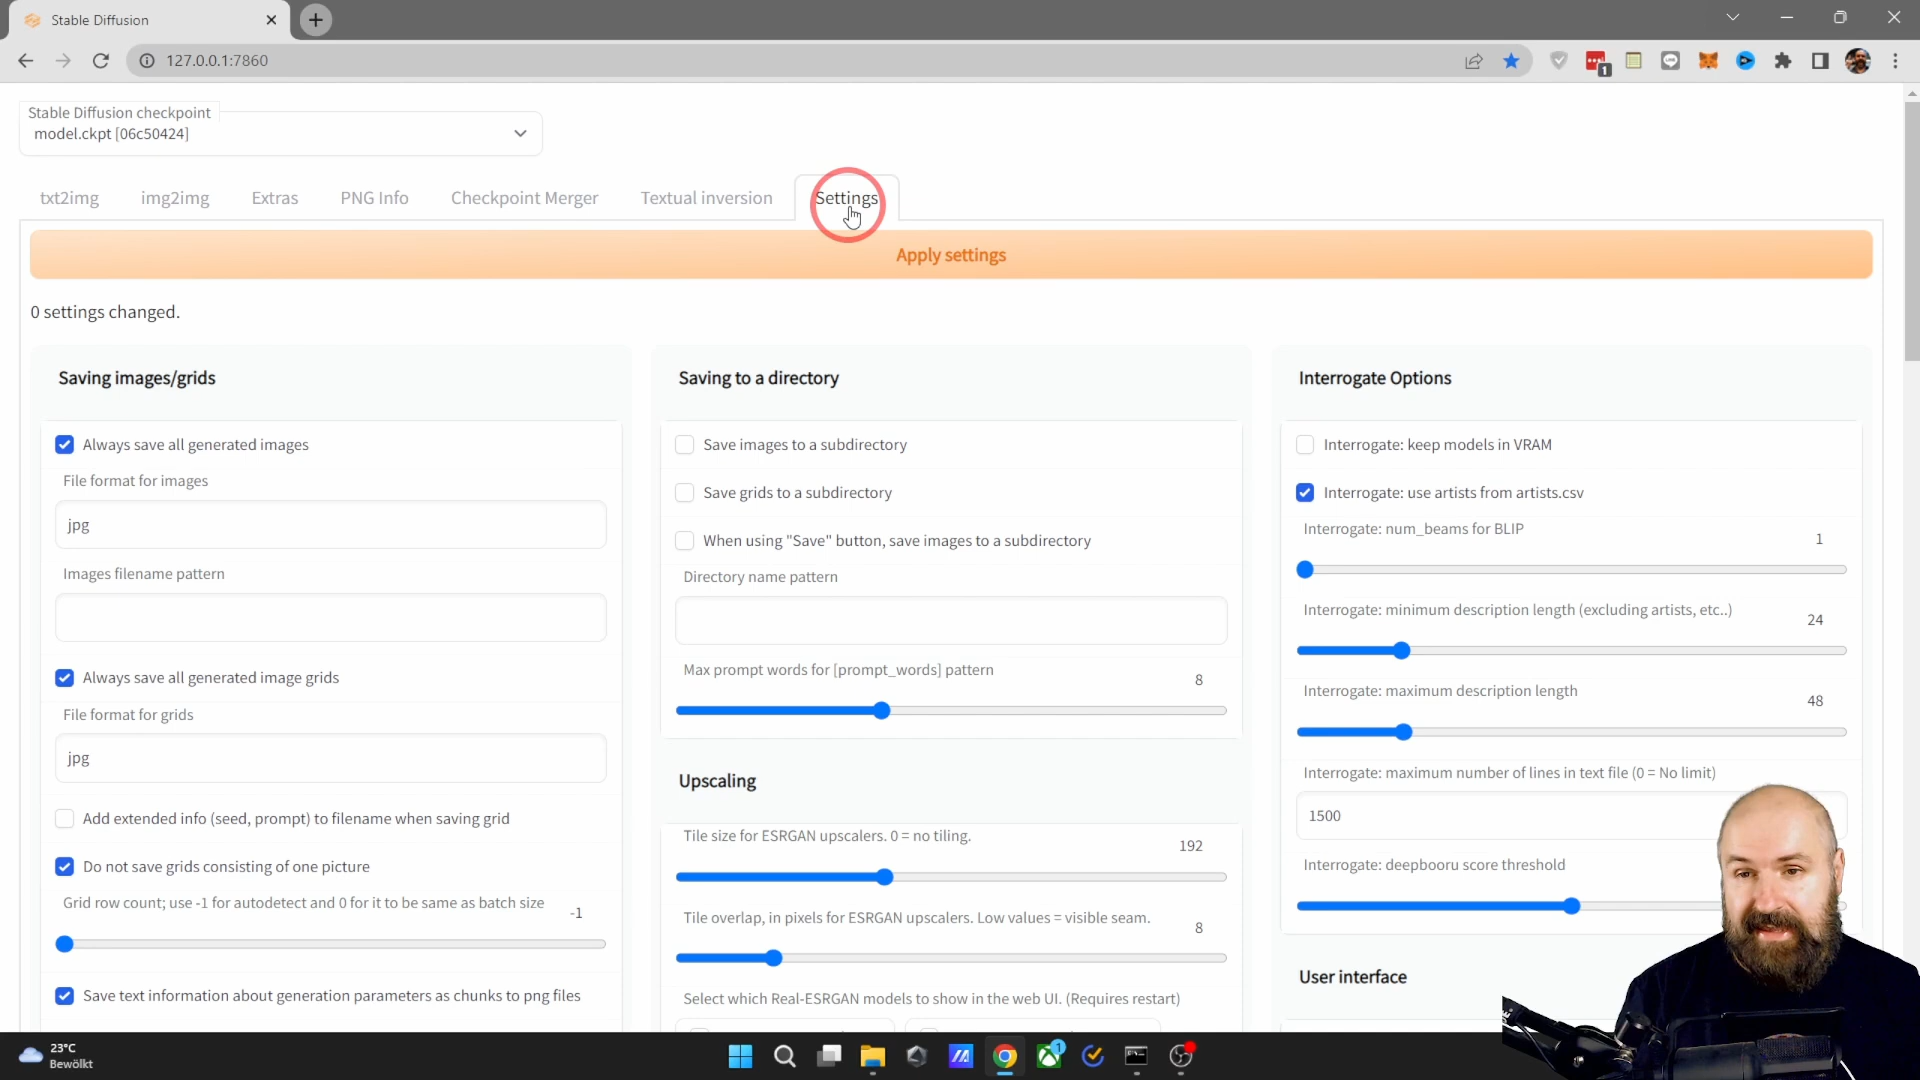 Stable Diffusion
127.0.0.1:7860
1
Stable Diffusion checkpoint
model.ckpt [06c50424]
txt2img
img2img
Extras
PNG Info
Checkpoint Merger
Textual inversion
Settings
Apply settings
0 settings changed.
Saving images/grids
Always save all generated images
File format for images
jpg
Images filename pattern
Always save all generated image grids
File format for grids
jpg
Add extended info (seed, prompt) to filename when saving grid
Do not save grids consisting of one picture
Grid row count; use -1 for autodetect and 0 for it to be same as batch size
-1
Save text information about generation parameters as chunks to png files
Saving to a directory
Save images to a subdirectory
Save grids to a subdirectory
When using "Save" button, save images to a subdirectory
Directory name pattern
Max prompt words for [prompt_words] pattern
8
Upscaling
Tile size for ESRGAN upscalers. 0 = no tiling.
192
Tile overlap, in pixels for ESRGAN upscalers. Low values = visible seam.
8
Select which Real-ESRGAN models to show in the web UI. (Requires restart)
Interrogate Options
Interrogate: keep models in VRAM
Interrogate: use artists from artists.csv
Interrogate: num_beams for BLIP
1
Interrogate: minimum description length (excluding artists, etc..)
24
Interrogate: maximum description length
48
Interrogate: maximum number of lines in text file (0 = No limit)
1500
Interrogate: deepbooru score threshold
User interface
23°C
Bewölkt
1